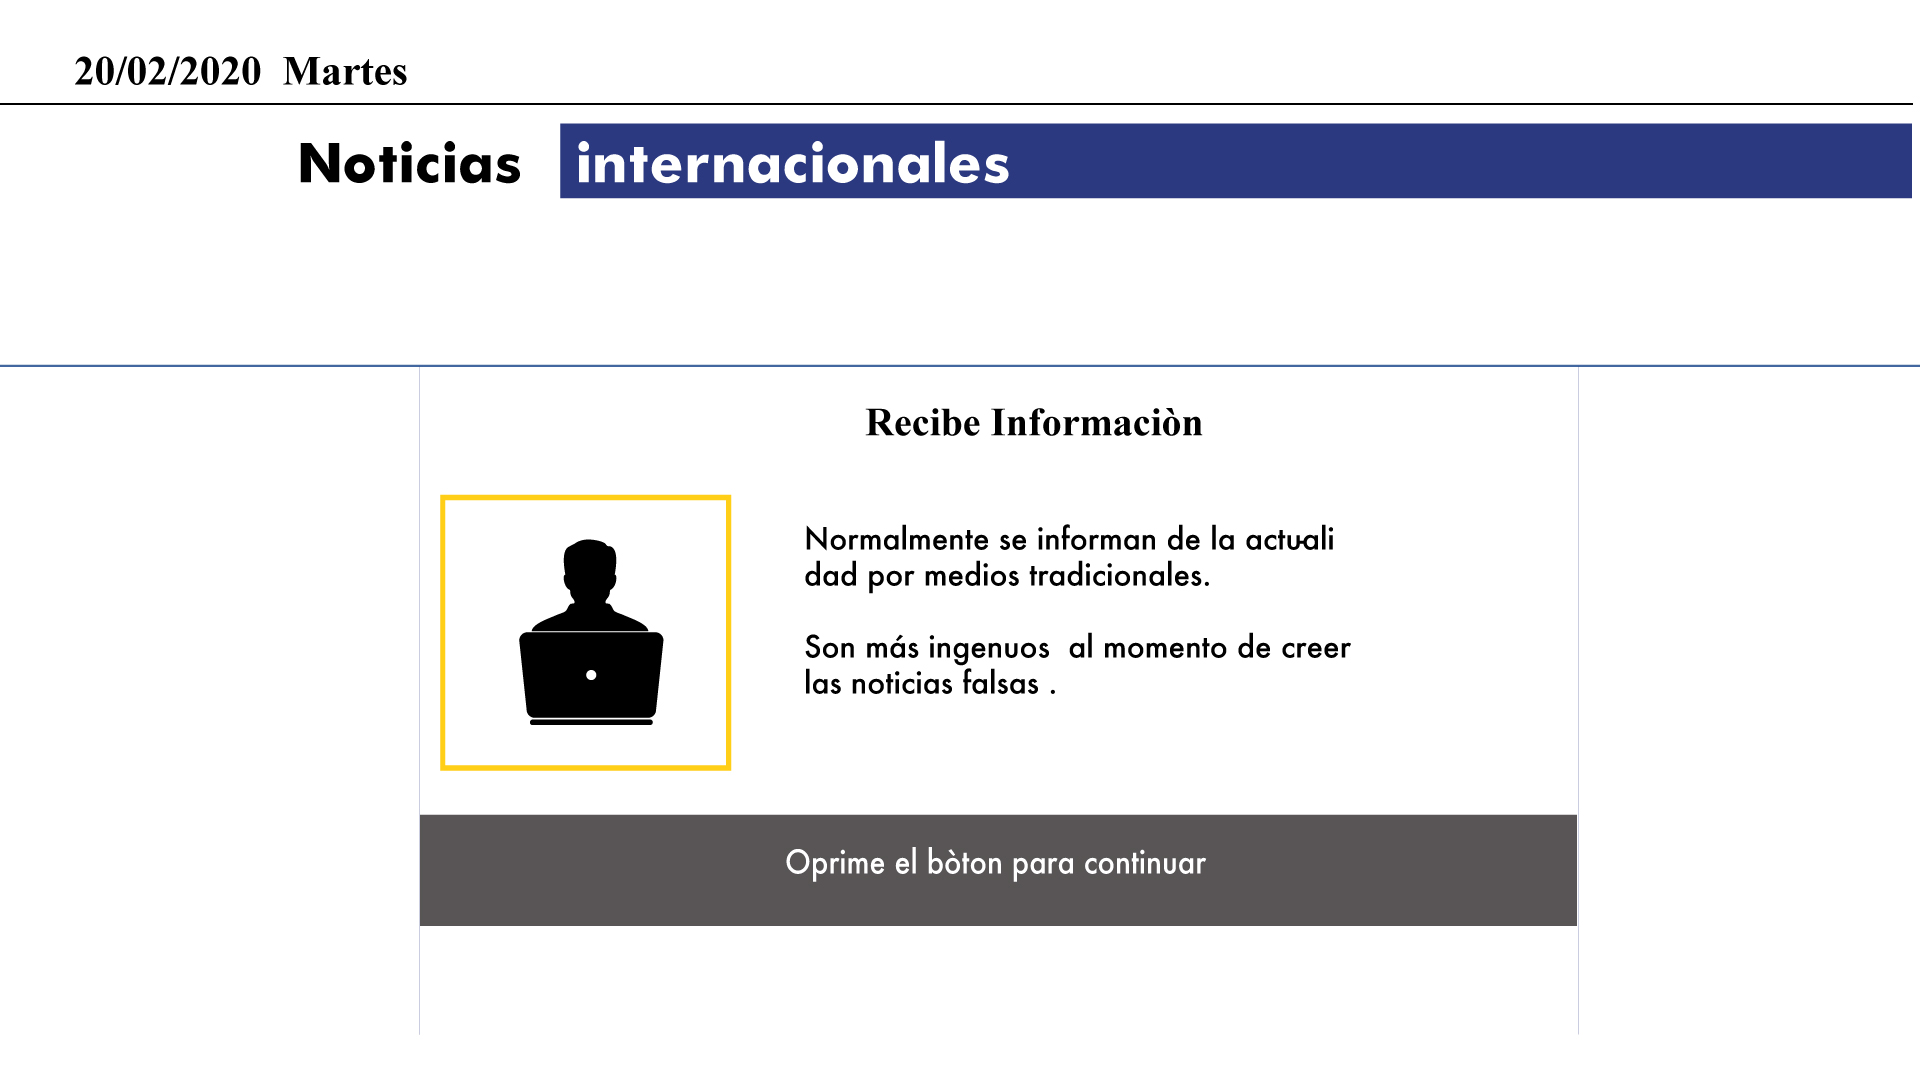 20/02/2020 Martes
Noticias internacionales
Recibe Informaciòn
Normalmente se informan de la actuali
dad por medios tradicionales.
Son más ingenuos al momento de creer
las noticias falsas .
Oprime el bòton para continuar